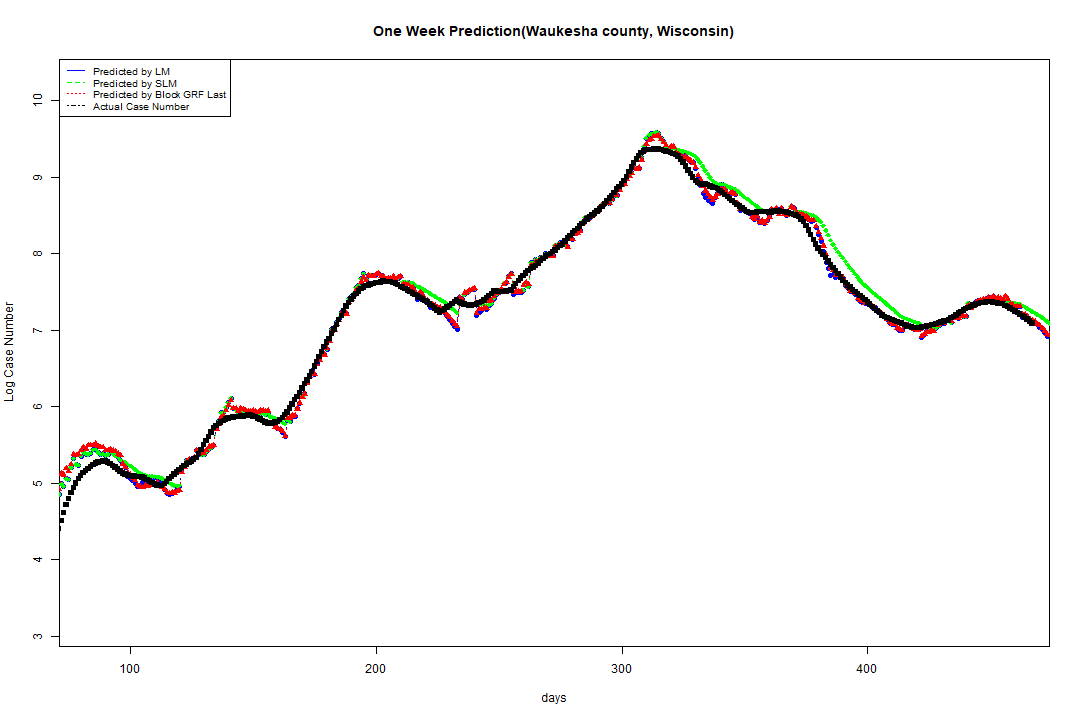 One Week Prediction(Waukesha county, Wisconsin)
Predicted by LM
Predicted by SLM
Predicted by Block GRF Last
Actual Case Number
10
9
8
7
6
5
4
3
Log Case Number
100 200 300 400
days